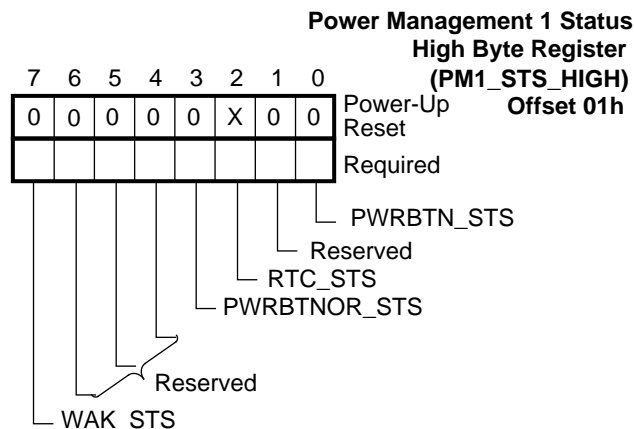 Power Management 1 Status
High Byte Register
(PM1_STS_HIGH)
Offset 01h
7 6 5 4 3 2 1 0
0 0 0 0 0 X 0 0
Power-Up
Reset
Required
PWRBTN_STS
Reserved
RTC_STS
PWRBTNOR_STS
Reserved
WAK_STS